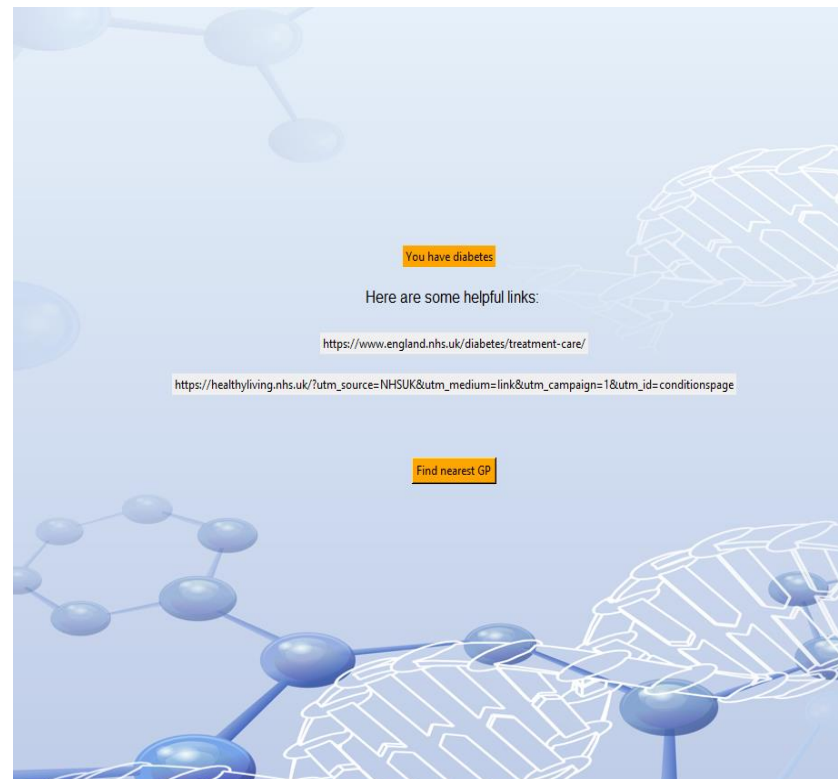 You have diabetes
Here are some helpful links:
https://www.england.nhs.uk/diabetes/treatment-care/
https://healthyliving.nhs.uk/?utm_source=NHSUK&utm_medium=link&utm_campaign=1&utm_id=conditionspage
Find nearest GP